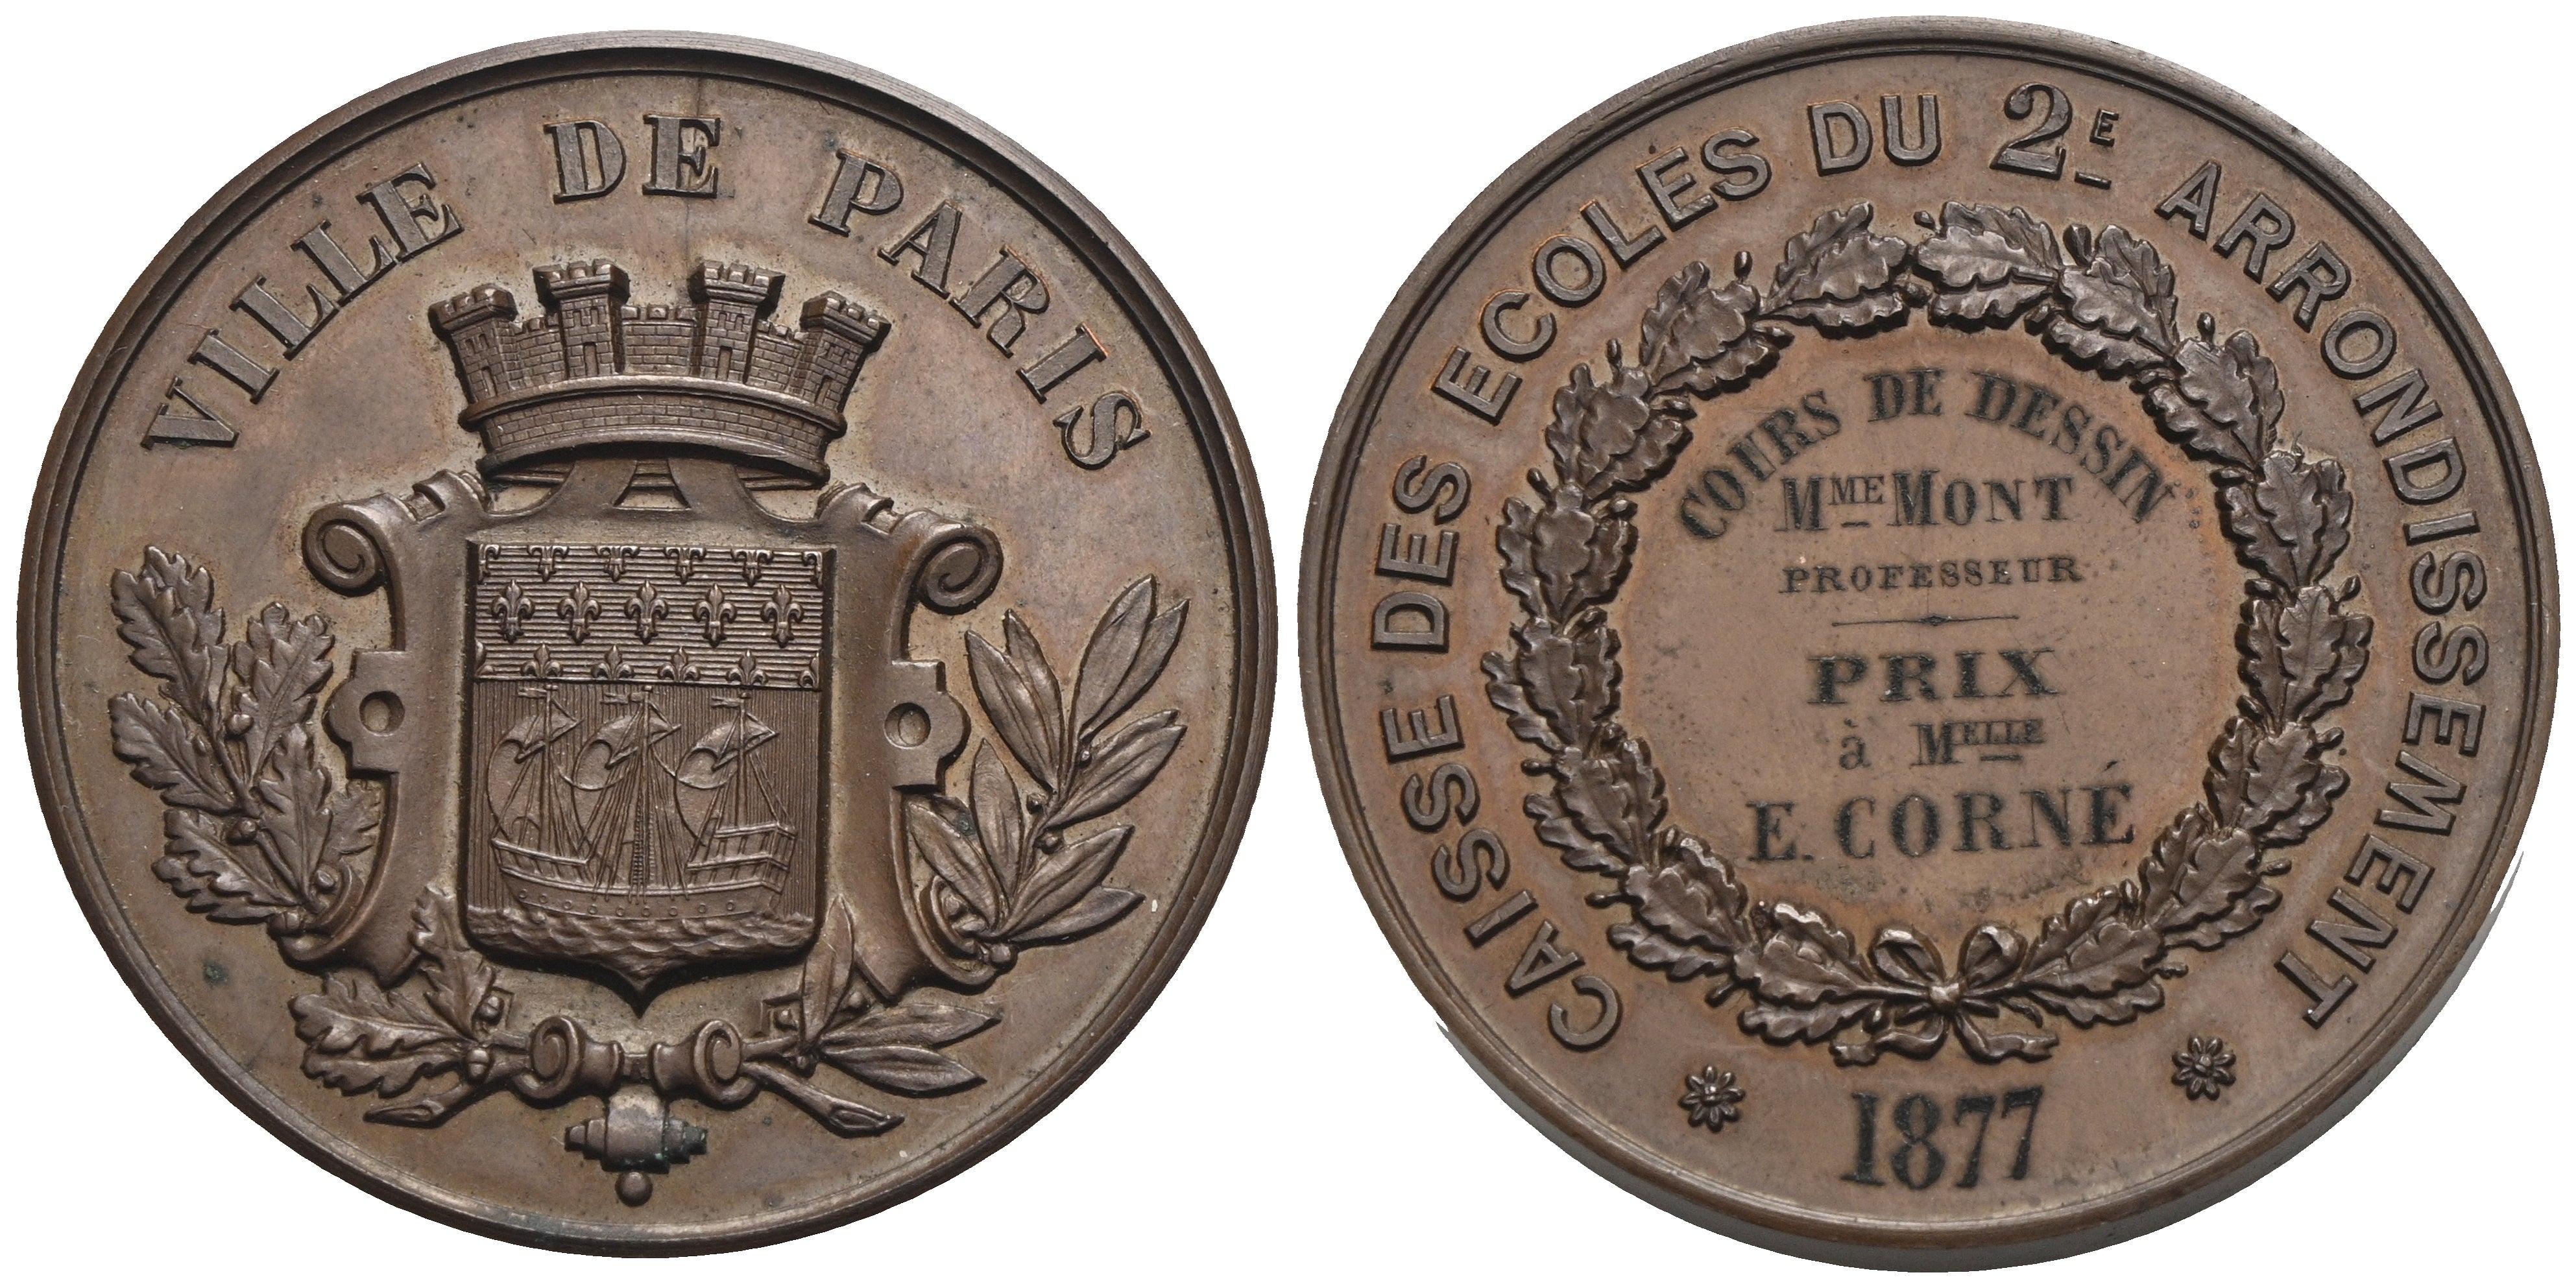 VILLE DE PARIS
CAISSE DES ECOLES DU 2E ARRONDISSEMENT
COURS DE DESSIN
MME MONT
PROFESSEUR
PRIX
à MELLE
E. CORNÉ
1877